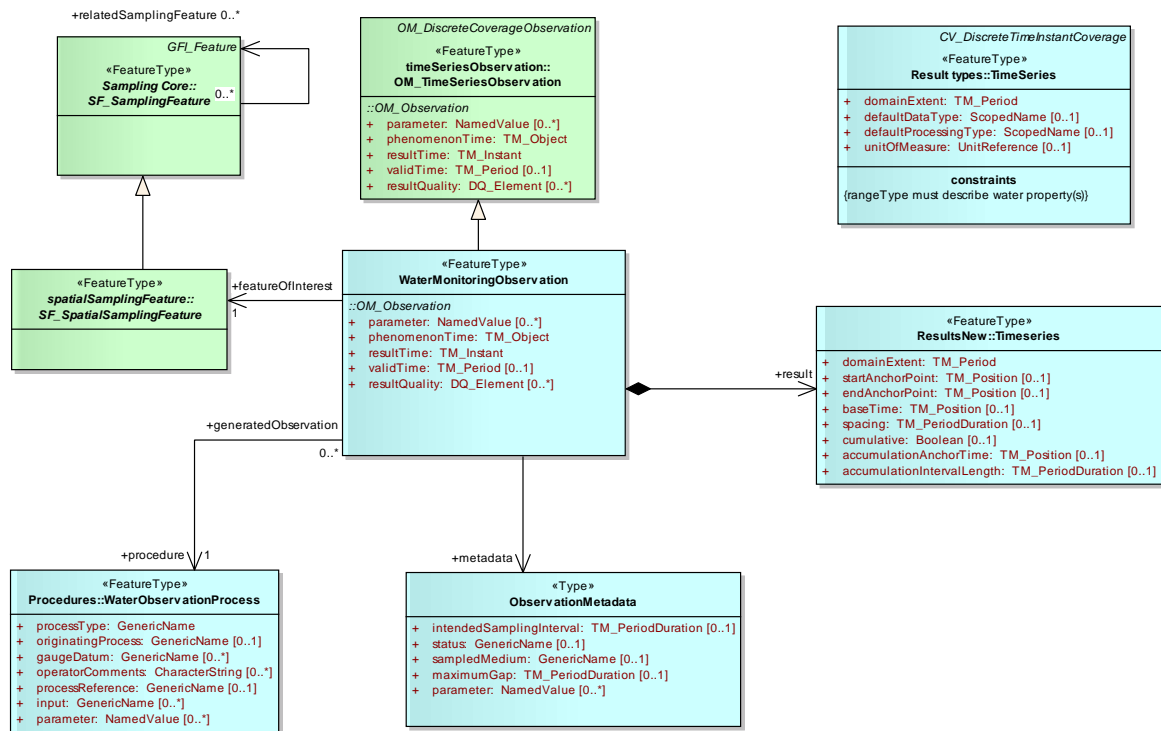 +relatedSamplingFeature 0..*
GFI_Feature
«FeatureType»
Sampling Core::
SF_SamplingFeature
0..*
OM_DiscreteCoverageObservation
«FeatureType»
timeSeriesObservation::
OM_TimeSeriesObservation
::OM_Observation
+ parameter: NamedValue [0..*]
+ phenomenonTime: TM_Object
+ resultTime: TM_Instant
+ validTime: TM_Period [0..1]
+ resultQuality: DQ_Element [0..*]
CV_DiscreteTimeInstantCoverage
«FeatureType»
Result types::TimeSeries
+ domainExtent: TM_Period
+ defaultDataType: ScopedName [0..1]
+ defaultProcessingType: ScopedName [0..1]
+ unitOfMeasure: UnitReference [0..1]
constraints
{rangeType must describe water property(s)}
«FeatureType»
spatialSamplingFeature::
SF_SpatialSamplingFeature
+featureOfInterest
1
«FeatureType»
WaterMonitoringObservation
::OM_Observation
+ parameter: NamedValue [0..*]
+ phenomenonTime: TM_Object
+ resultTime: TM_Instant
+ validTime: TM_Period [0..1]
+ resultQuality: DQ_Element [0..*]
+result
«FeatureType»
ResultsNew::Timeseries
+ domainExtent: TM_Period
+ startAnchorPoint: TM_Position [0..1]
+ endAnchorPoint: TM_Position [0..1]
+ baseTime: TM_Position [0..1]
+ spacing: TM_PeriodDuration [0..1]
+ cumulative: Boolean [0..1]
+ accumulationAnchorTime: TM_Position [0..1]
+ accumulationIntervalLength: TM_PeriodDuration [0..1]
+generatedObservation
0..*
+procedure
1
+metadata
«FeatureType»
Procedures::WaterObservationProcess
+ processType: GenericName
+ originatingProcess: GenericName [0..1]
+ gaugeDatum: GenericName [0..*]
+ operatorComments: CharacterString [0..*]
+ processReference: GenericName [0..1]
+ input: GenericName [0..*]
+ parameter: NamedValue [0..*]
«Type»
ObservationMetadata
+ intendedSamplingInterval: TM_PeriodDuration [0..1]
+ status: GenericName [0..1]
+ sampledMedium: GenericName [0..1]
+ maximumGap: TM_PeriodDuration [0..1]
+ parameter: NamedValue [0..*]